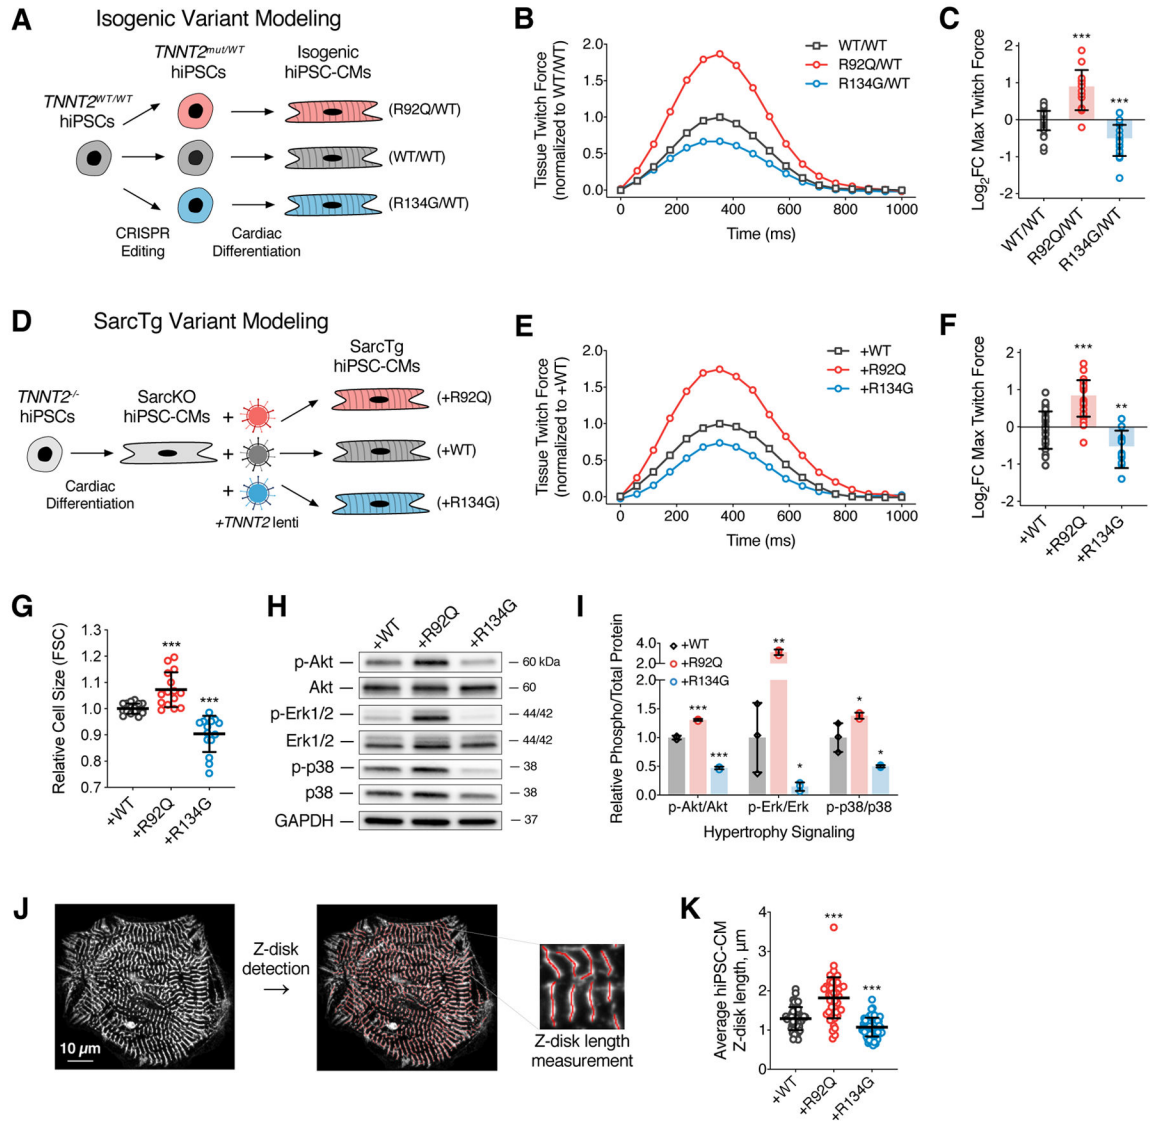 A
Isogenic Variant Modeling
TNNT2mut/WT
hiPSCs
Isogenic
hiPSC-CMs
TNNT2WT/WT
hiPSCs
(R92Q/WT)
(WT/WT)
(R134G/WT)
CRISPR
Editing
Cardiac
Differentiation
B
Tissue Twitch Force
(normalized to WT/WT)
2.0
1.5
1.0
0.5
0.0
0
200
400
600
800
1000
Time (ms)
WT/WT
R92Q/WT
R134G/WT
C
Log2FC Max Twitch Force
2
1
0
-1
-2
***
***
WT/WT
R92Q/WT
R134G/WT
D
SarcTg Variant Modeling
TNNT2-/-
hiPSCs
SarcKO
hiPSC-CMs
SarcTg
hiPSC-CMs
+
+
+
(+R92Q)
(+WT)
(+R134G)
Cardiac
Differentiation
+TNNT2 lenti
E
Tissue Twitch Force
(normalized to +WT)
2.0
1.5
1.0
0.5
0.0
0
200
400
600
800
1000
Time (ms)
+WT
+R92Q
+R134G
F
Log2FC Max Twitch Force
2
1
0
-1
-2
***
**
+WT
+R92Q
+R134G
G
Relative Cell Size (FSC)
1.3
1.2
1.1
1.0
0.9
0.8
0.7
***
***
+WT
+R92Q
+R134G
H
+WT
+R92Q
+R134G
p-Akt
60 kDa
Akt
60
p-Erk1/2
44/42
Erk1/2
44/42
p-p38
38
p38
38
GAPDH
37
I
Relative Phospho/Total Protein
4.0
2.0
2.0
1.5
1.0
0.5
0.0
+WT
+R92Q
+R134G
***
***
**
*
*
*
p-Akt/Akt
p-Erk/Erk
p-p38/p38
Hypertrophy Signaling
J
10 µm
Z-disk
detection
Z-disk length
measurement
K
Average hiPSC-CM
Z-disk length, µm
4
3
2
1
0
***
***
+WT
+R92Q
+R134G